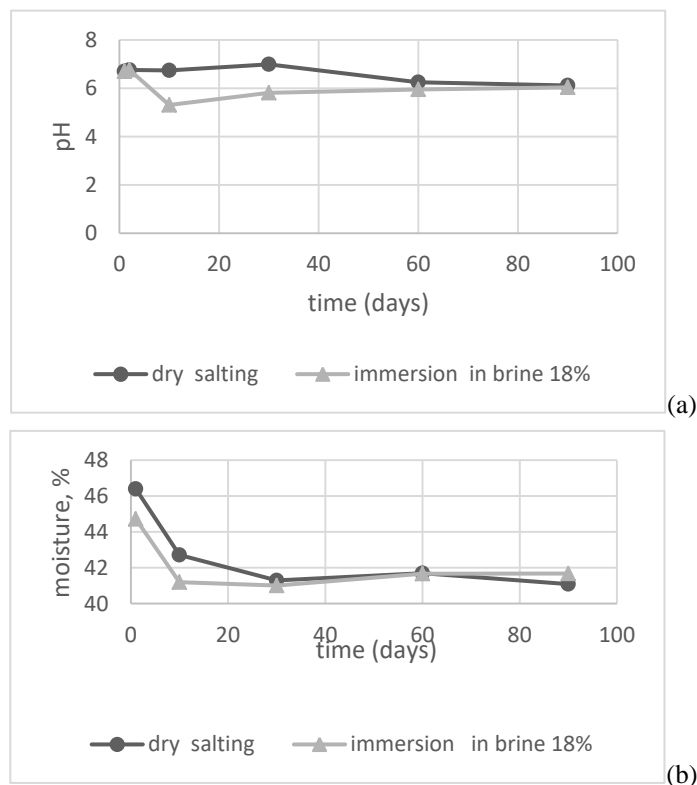 8
6
4
2
0
pH
0 20 40 60 80 100
time (days)
dry salting immersion in brine 18%
(a)
48
46
44
42
40
moisture, %
0 20 40 60 80 100
time (days)
dry salting immersion in brine 18%
(b)